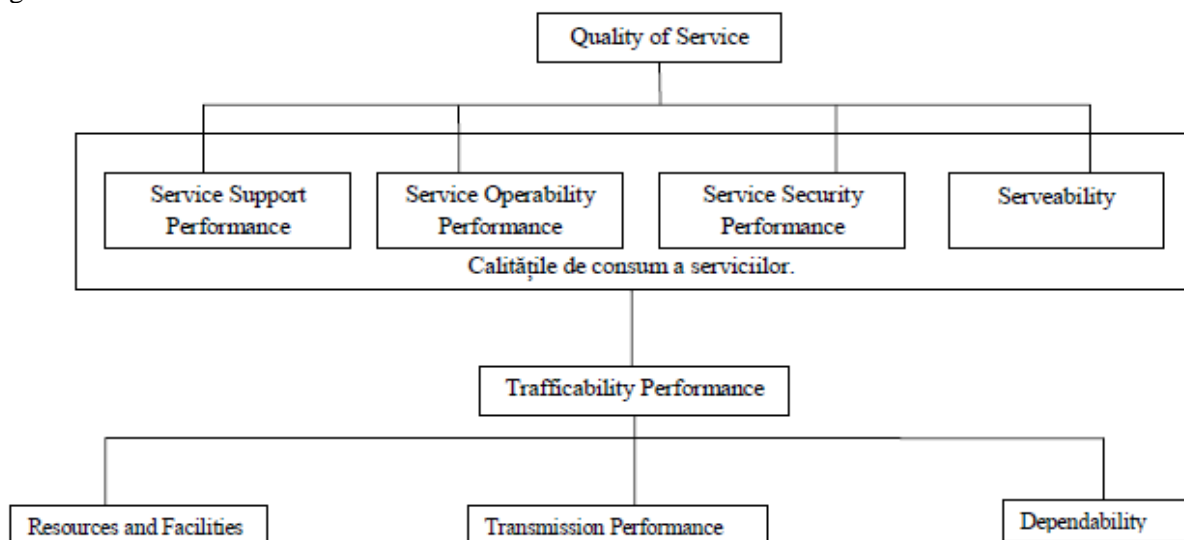 Quality of Service
Service Support
Performance
Service Operability
Performance
Service Security
Performance
Serveability
Calitățile de consum a serviciilor.
Trafficability Performance
Resources and Facilities
Transmission Performance
Dependability